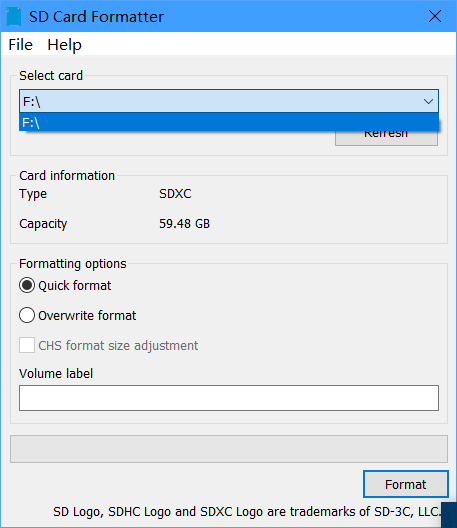 SD Card Formatter
File Help
Select card
F:\
F:\
Refresh
Card information
Type SDXC
Capacity 59.48 GB
Formatting options
Quick format
Overwrite format
CHS format size adjustment
Volume label
Format
SD Logo, SDHC Logo and SDXC Logo are trademarks of SD-3C, LLC.